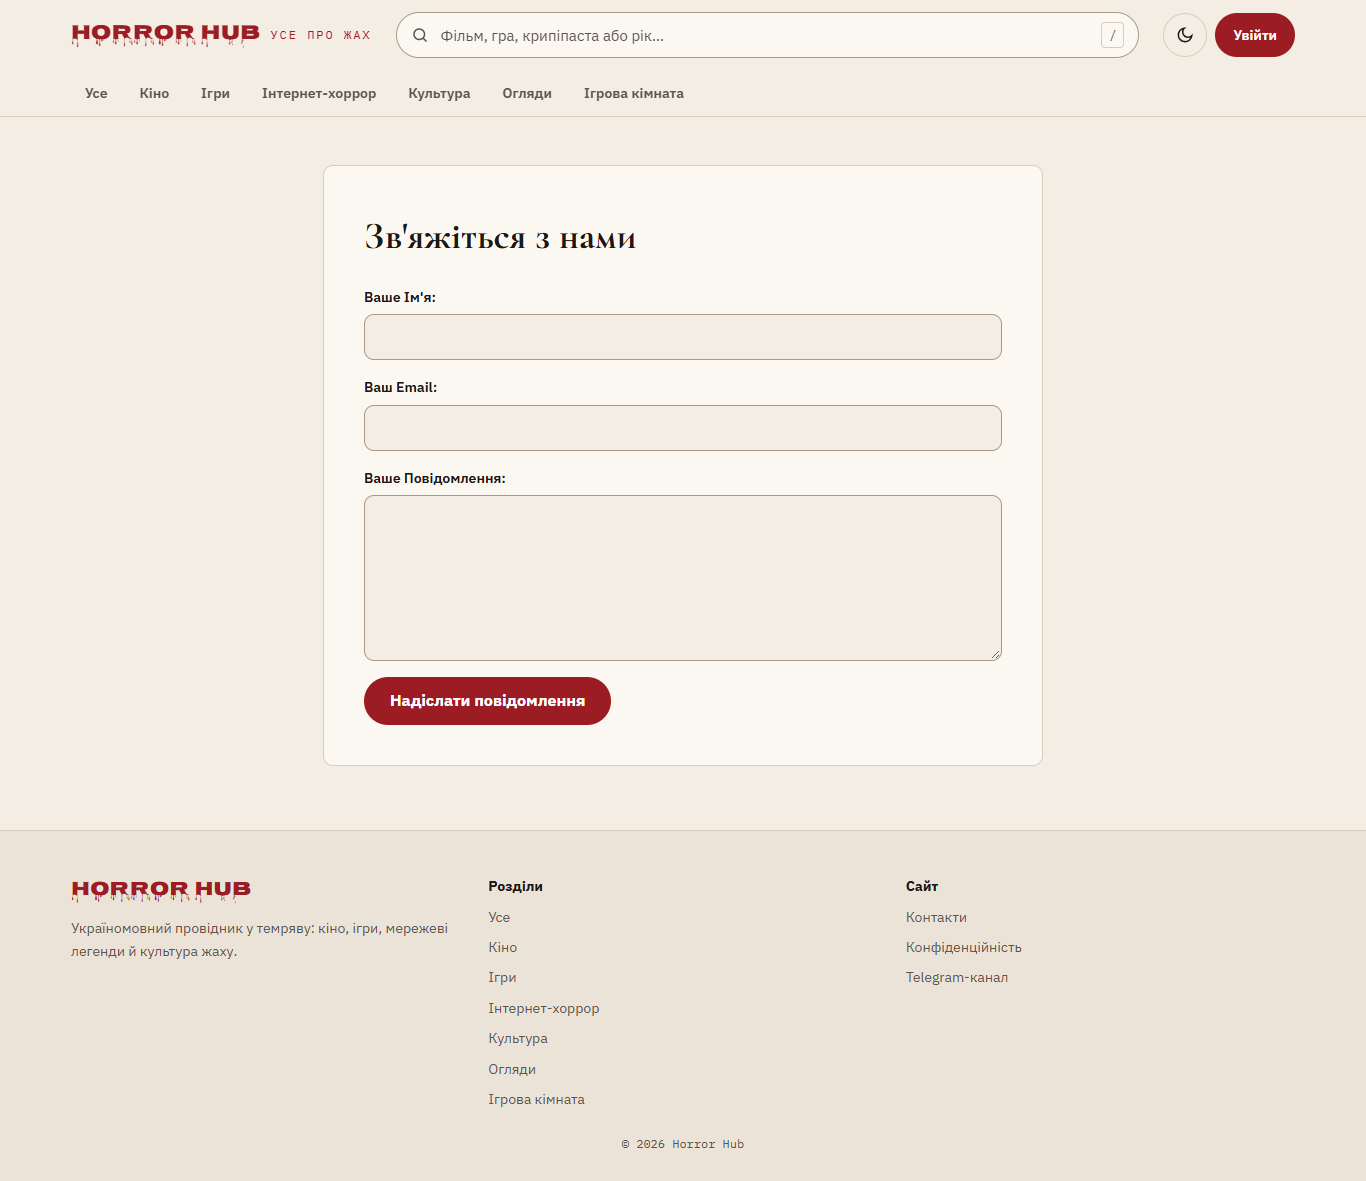 HORROR HUB УСЕ ПРО ЖАХ
Фільм, гра, крипіпаста або рік...
/
Увійти
Усе Кіно Ігри Інтернет-хоррор Культура Огляди Ігрова кімната
Зв'яжіться з нами
Ваше Ім'я:
Ваш Email:
Ваше Повідомлення:
Надіслати повідомлення
HORROR HUB
Україномовний провідник у темряву: кіно, ігри, мережеві
легенди й культура жаху.
Розділи
Усе
Кіно
Ігри
Інтернет-хоррор
Культура
Огляди
Ігрова кімната
Сайт
Контакти
Конфіденційність
Telegram-канал
© 2026 Horror Hub